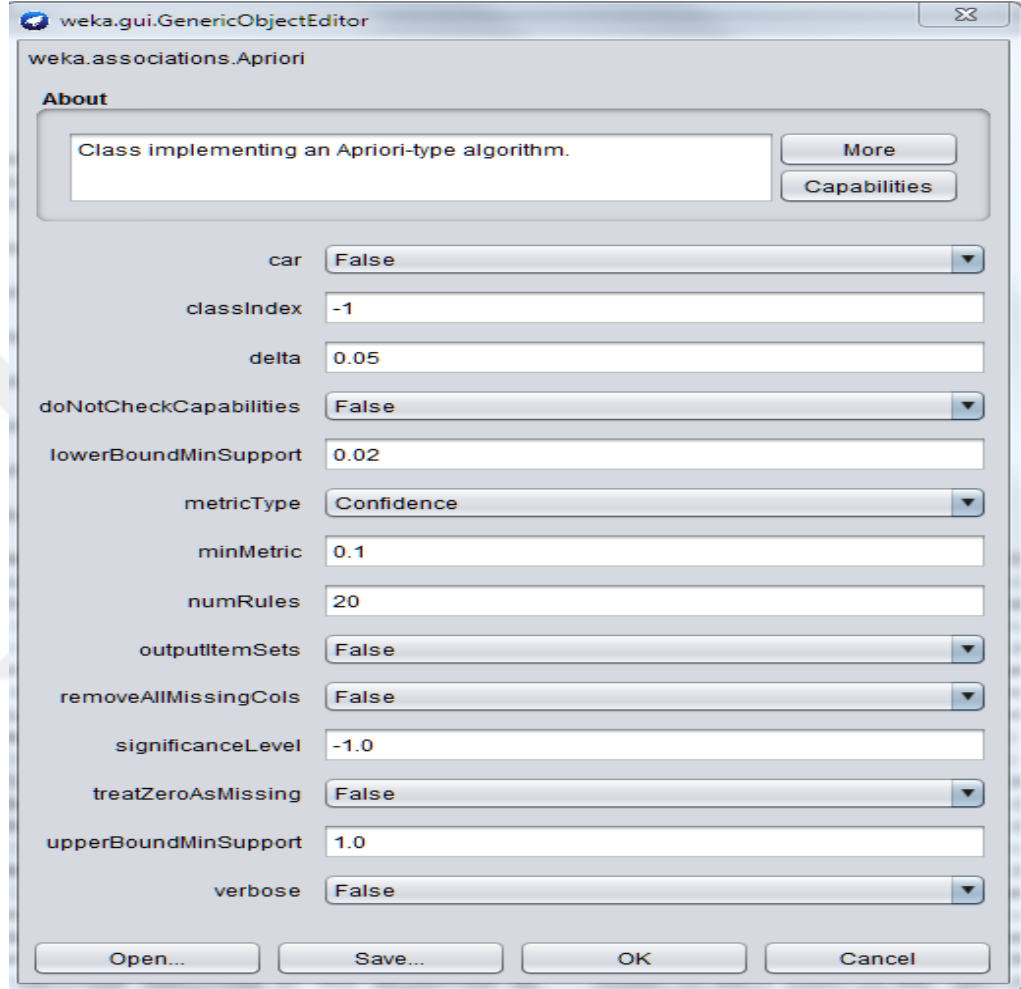 weka.gui.GenericObjectEditor
weka.associations.Apriori
About
Class implementing an Apriori-type algorithm.
More
Capabilities
car False
classIndex -1
delta 0.05
doNotCheckCapabilities False
lowerBoundMinSupport 0.02
metricType Confidence
minMetric 0.1
numRules 20
outputItemSets False
removeAllMissingCols False
significanceLevel -1.0
treatZeroAsMissing False
upperBoundMinSupport 1.0
verbose False
Open... Save... OK Cancel